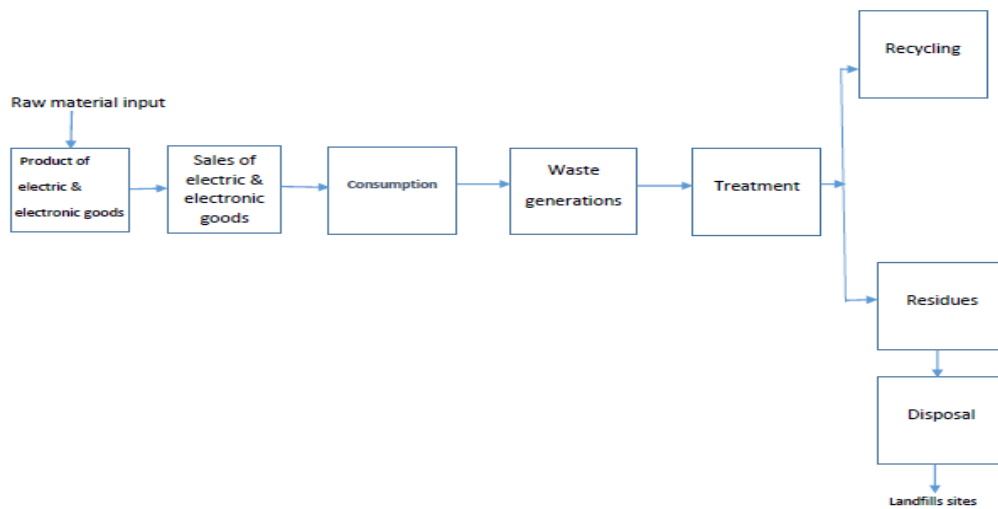 Recycling
Raw material input
Product of
electric &
electronic goods
Sales of
electric &
electronic
goods
Consumption
Waste
generations
Treatment
Residues
Disposal
Landfills sites